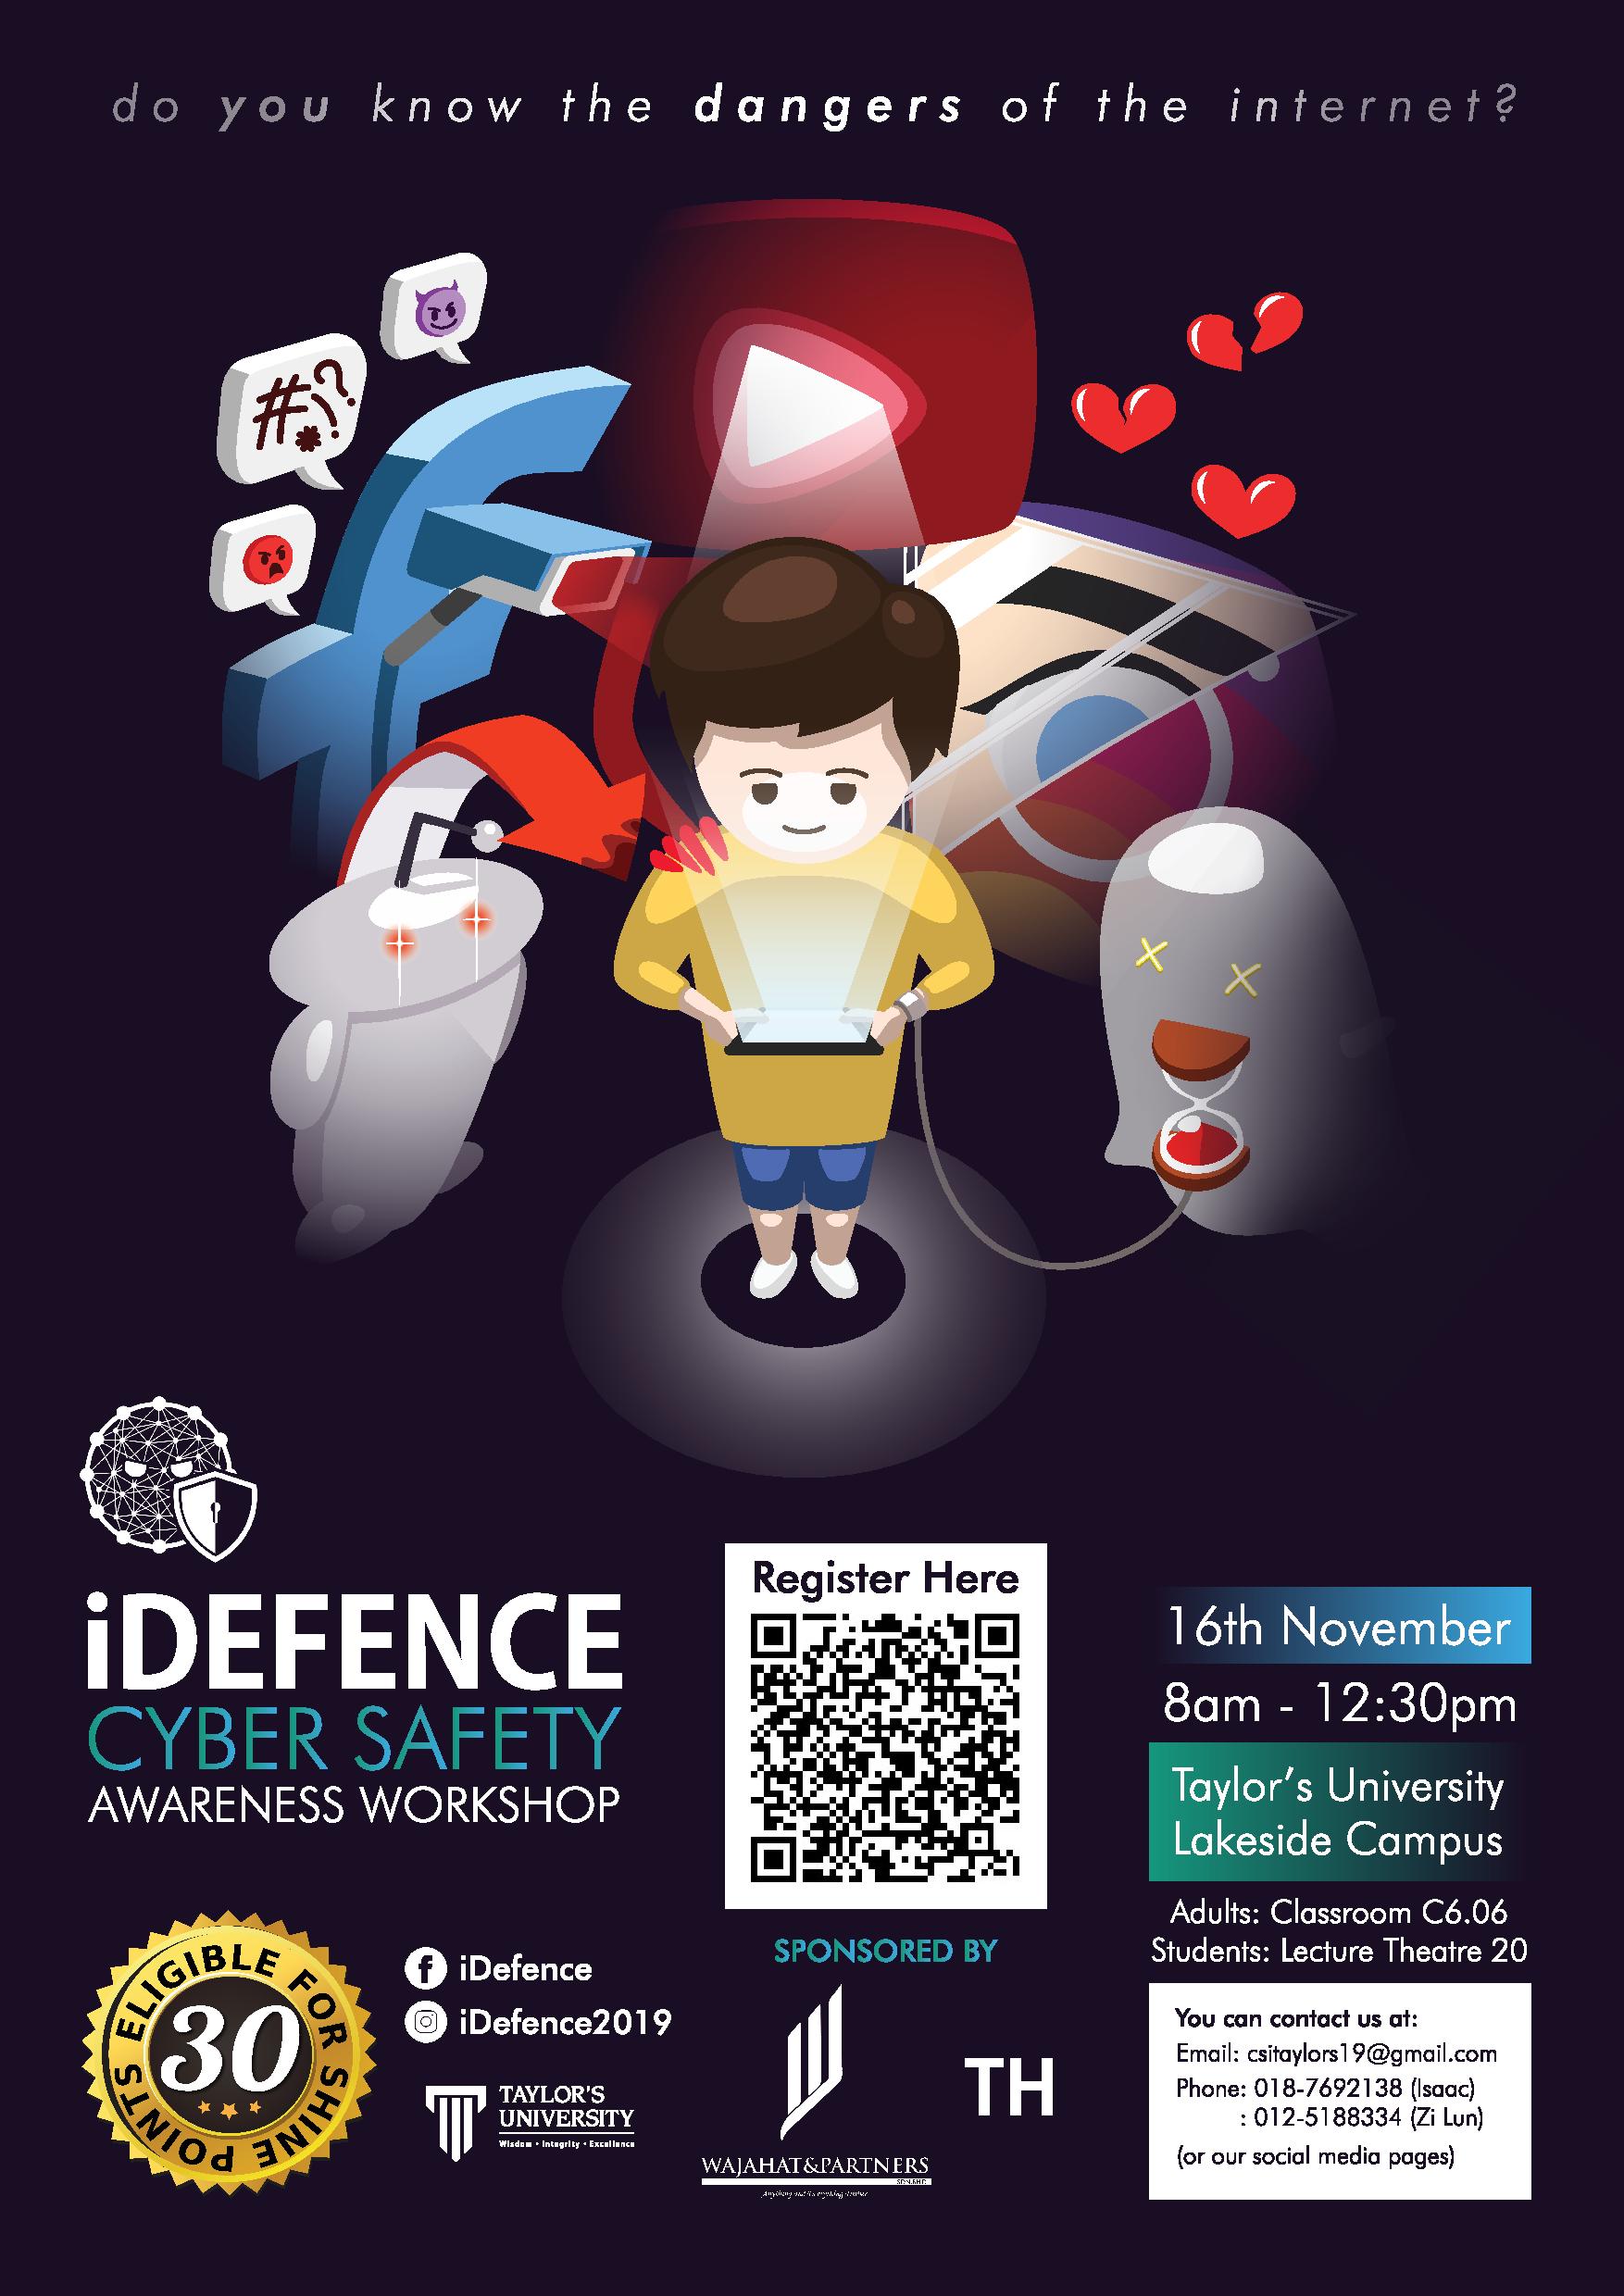 do you know the dangers of the internet?
#*?
iDEFENCE
CYBER SAFETY
AWARENESS WORKSHOP
Register Here
16th November
8am - 12:30pm
Taylor's University
Lakeside Campus
Adults: Classroom C6.06
Students: Lecture Theatre 20
ELIGIBLE FOR SHINE POINTS
30
iDefence
iDefence2019
TAYLOR'S
UNIVERSITY
Wisdom • Integrity • Excellence
SPONSORED BY
WAJAHAT&PARTNERS
SDN.BHD
TH
You can contact us at:
Email: csitaylors19@gmail.com
Phone: 018-7692138 (Isaac)
: 012-5188334 (Zi Lun)
(or our social media pages)